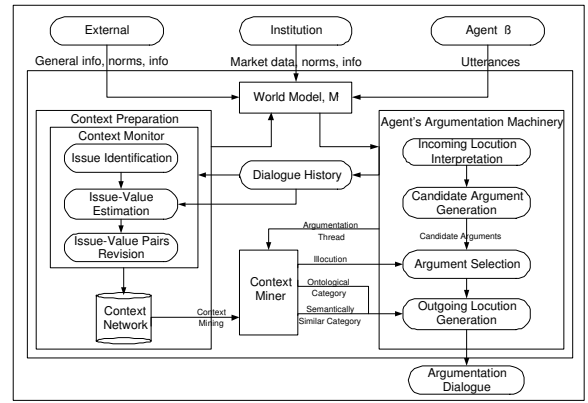 External
Institution
Agent ß
General info, norms, info
Market data, norms, info
Utterances
World Model, M
Context Preparation
Context Monitor
Issue Identification
Issue-Value
Estimation
Issue-Value Pairs
Revision
Context
Network
Dialogue History
Agent's Argumentation Machinery
Incoming Locution
Interpretation
Candidate Argument
Generation
Candidate Arguments
Argument Selection
Outgoing Locution
Generation
Argumentation
Thread
Context
Miner
Illocution
Ontological
Category
Semantically
Similar Category
Context
Mining
Argumentation
Dialogue